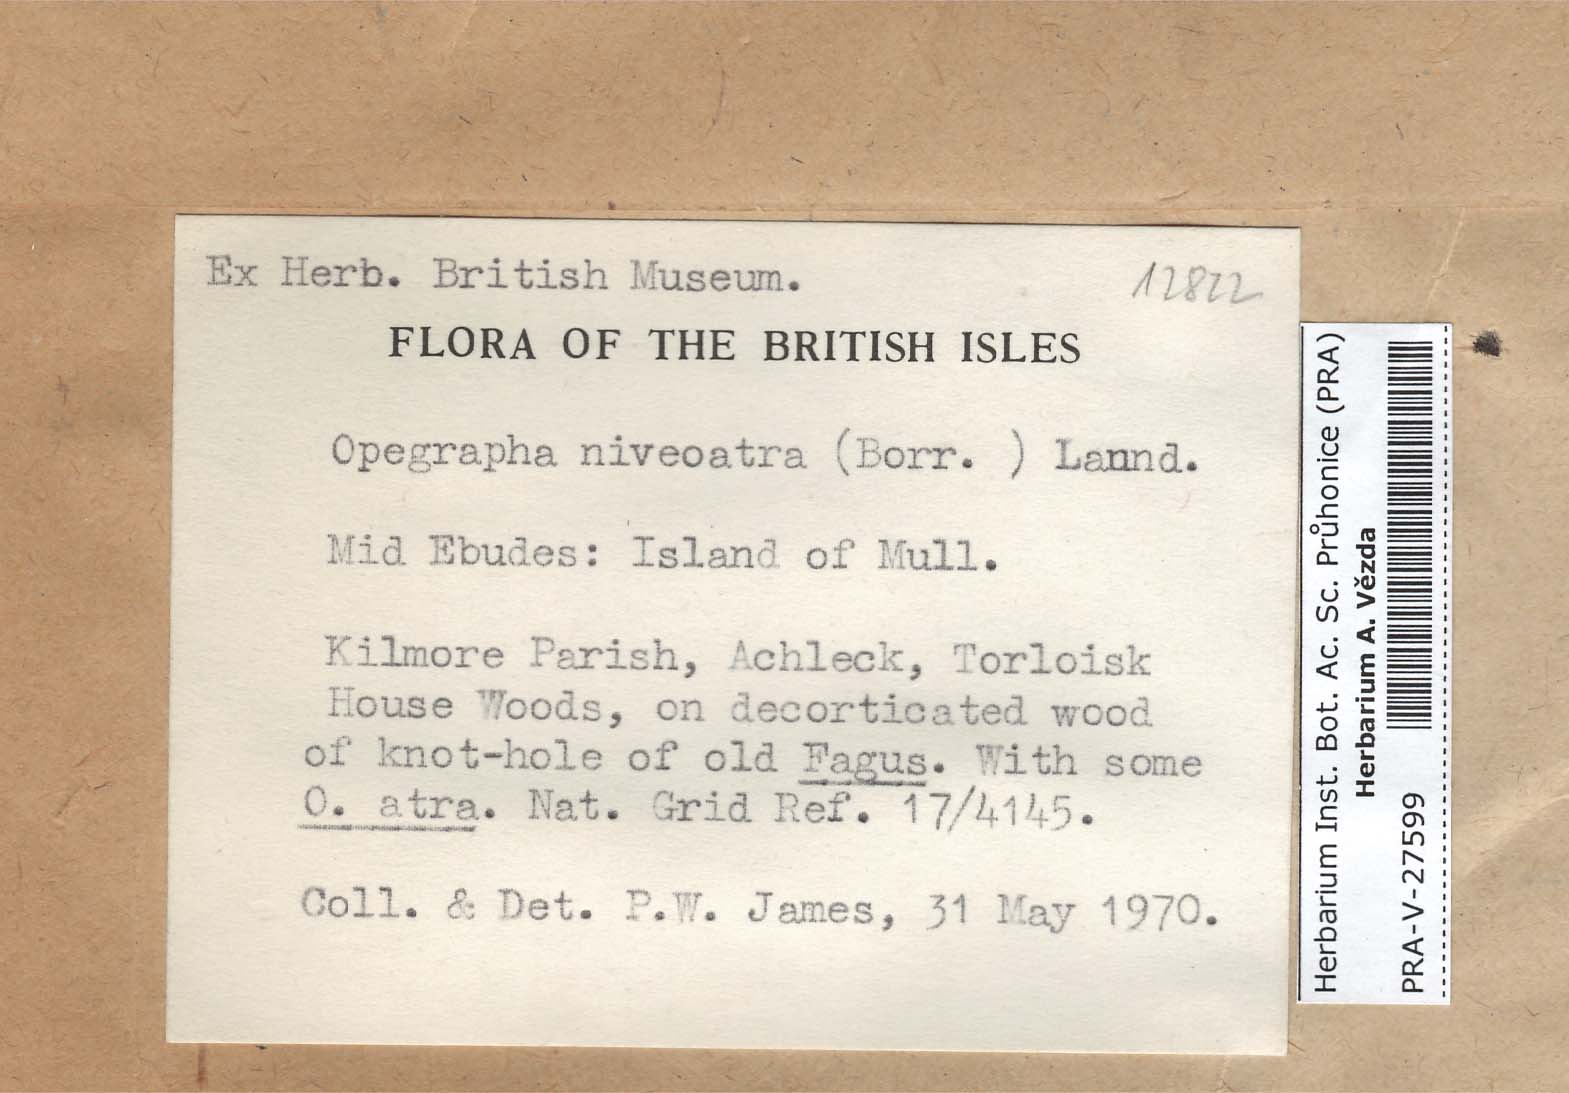 Ex Herb. British Museum.
12822
FLORA OF THE BRITISH ISLES
Opegrapha niveoatra (Borr. ) Lannd.
Mid Ebudes: Island of Mull.
Kilmore Parish, Achleck, Torloisk
House Woods, on decorticated wood
of knot-hole of old Fagus. With some
O. atra. Nat. Grid Ref. 17/4145.
Coll. & Det. P.W. James, 31 May 1970.
Herbarium Inst. Bot. Ac. Sc. Průhonice (PRA)
Herbarium A. Vězda
PRA-V-27599